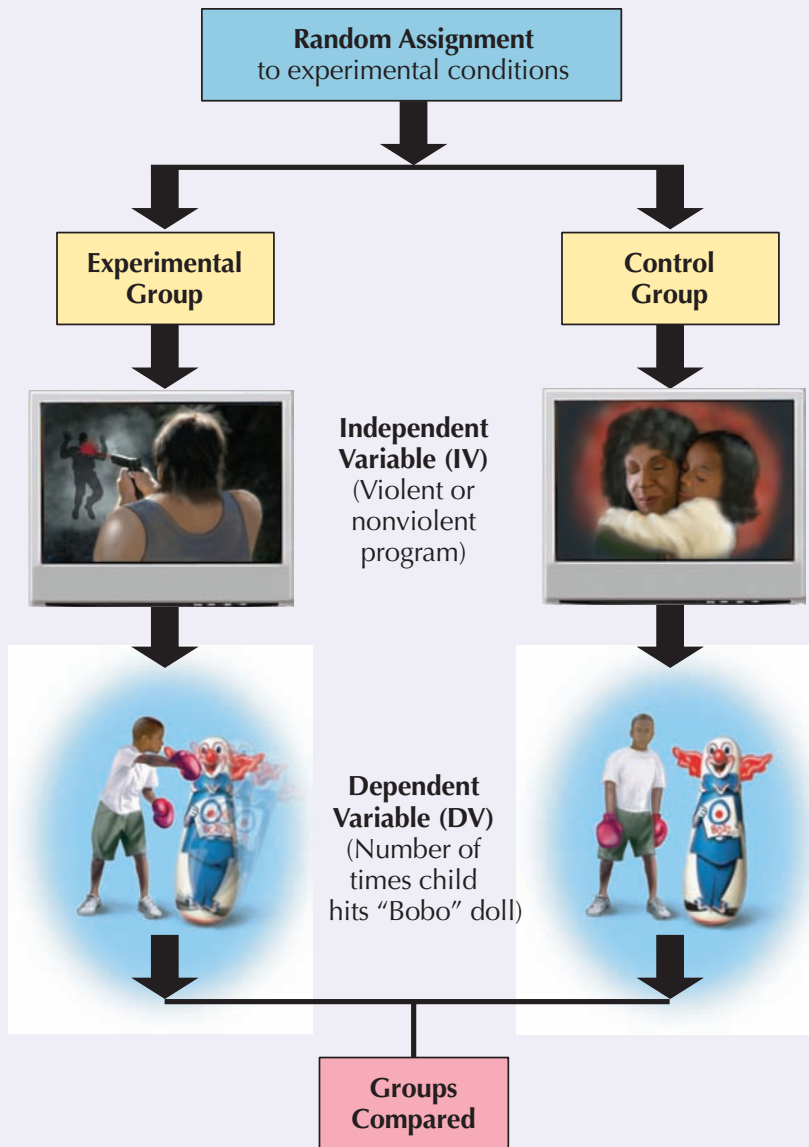 Random Assignment
to experimental conditions
Experimental
Group
Control
Group
Independent
Variable (IV)
(Violent or
nonviolent
program)
Dependent
Variable (DV)
(Number of
times child
hits “Bobo” doll)
BOBO
Groups
Compared